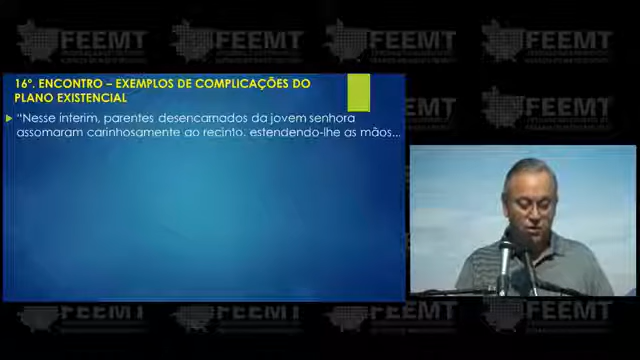 FEEMT FEEMT FEEMT FEEMT
16º. ENCONTRO – EXEMPLOS DE COMPLICAÇÕES DO
PLANO EXISTENCIAL
"Nesse ínterim, parentes desencarnados da jovem senhora
assomaram carinhosamente ao recinto, estendendo-lhe as mãos...
FEEMT
FEEMT
FEEMT FEEMT FEEMT FEEMT